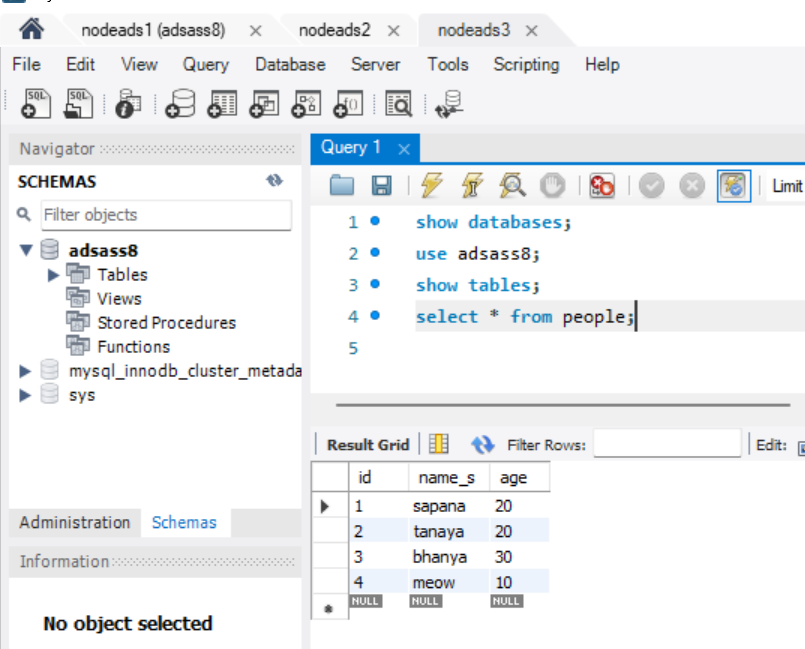 nodeads1 (adsass8) × nodeads2 × nodeads3 ×
File Edit View Query Database Server Tools Scripting Help
SQL SQL
Navigator
SCHEMAS
Filter objects
adsass8
Tables
Views
Stored Procedures
Functions
mysql_innodb_cluster_metada
sys
Administration Schemas
Information
No object selected
Query 1 ×
Limit
1 show databases;
2 use adsass8;
3 show tables;
4 select * from people;
5
Result Grid Filter Rows: Edit:
id name_s age
1 sapana 20
2 tanaya 20
3 bhanya 30
4 meow 10
NULL NULL NULL